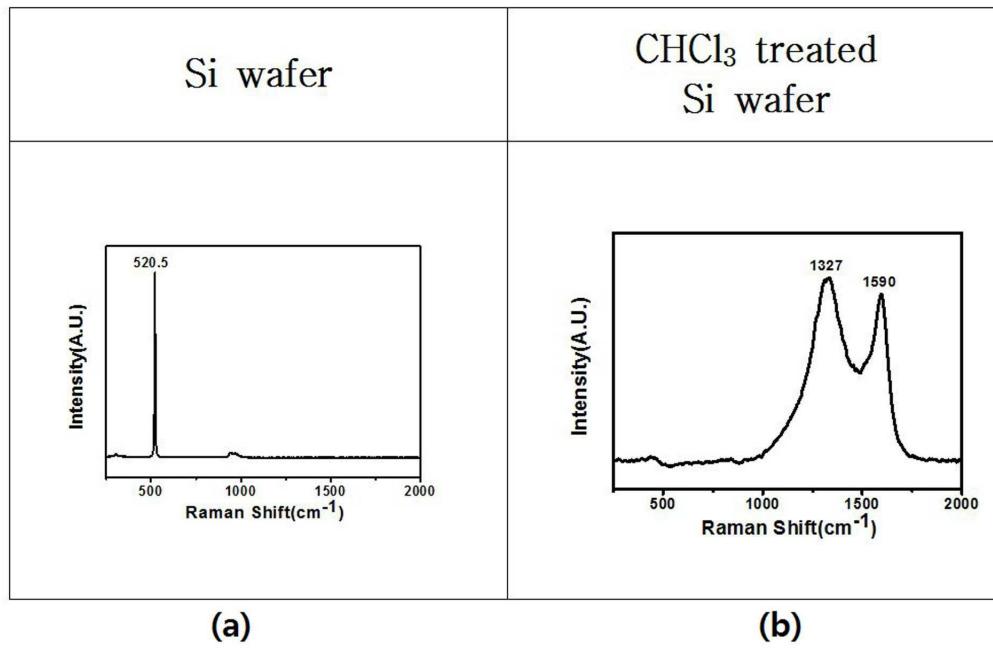 Si wafer
CHCl₃ treated
Si wafer
520.5
Intensity(A.U.)
500 1000 1500 2000
Raman Shift(cm⁻¹)
1327
1590
Intensity(A.U.)
500 1000 1500 2000
Raman Shift(cm⁻¹)
(a)
(b)